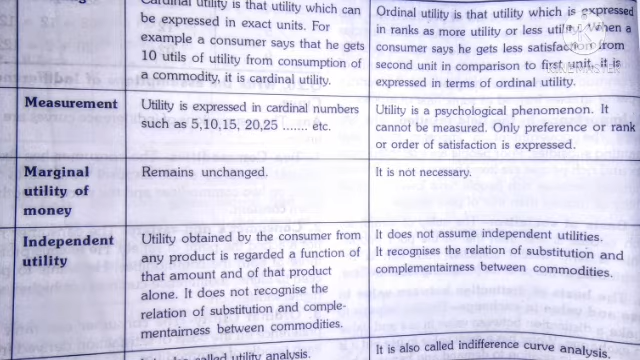 Cardinal utility is that utility which can
be expressed in exact units. For
example a consumer says that he gets
10 utils of utility from consumption of
a commodity, it is cardinal utility.
Ordinal utility is that utility which is expressed
in ranks as more utility or less utility. When a
consumer says he gets less satisfaction from
second unit in comparison to first unit, it is
expressed in terms of ordinal utility.
Measurement
Utility is expressed in cardinal numbers
such as 5,10,15, 20,25 ....... etc.
Utility is a psychological phenomenon. It
cannot be measured. Only preference or rank
or order of satisfaction is expressed.
Marginal
utility of
money
Remains unchanged.
It is not necessary.
Independent
utility
Utility obtained by the consumer from
any product is regarded a function of
that amount and of that product
alone. It does not recognise the
relation of substitution and comple-
mentairness between commodities.
It does not assume independent utilities.
It recognises the relation of substitution and
complementairness between commodities.
called utility analysis.
It is also called indifference curve analysis.